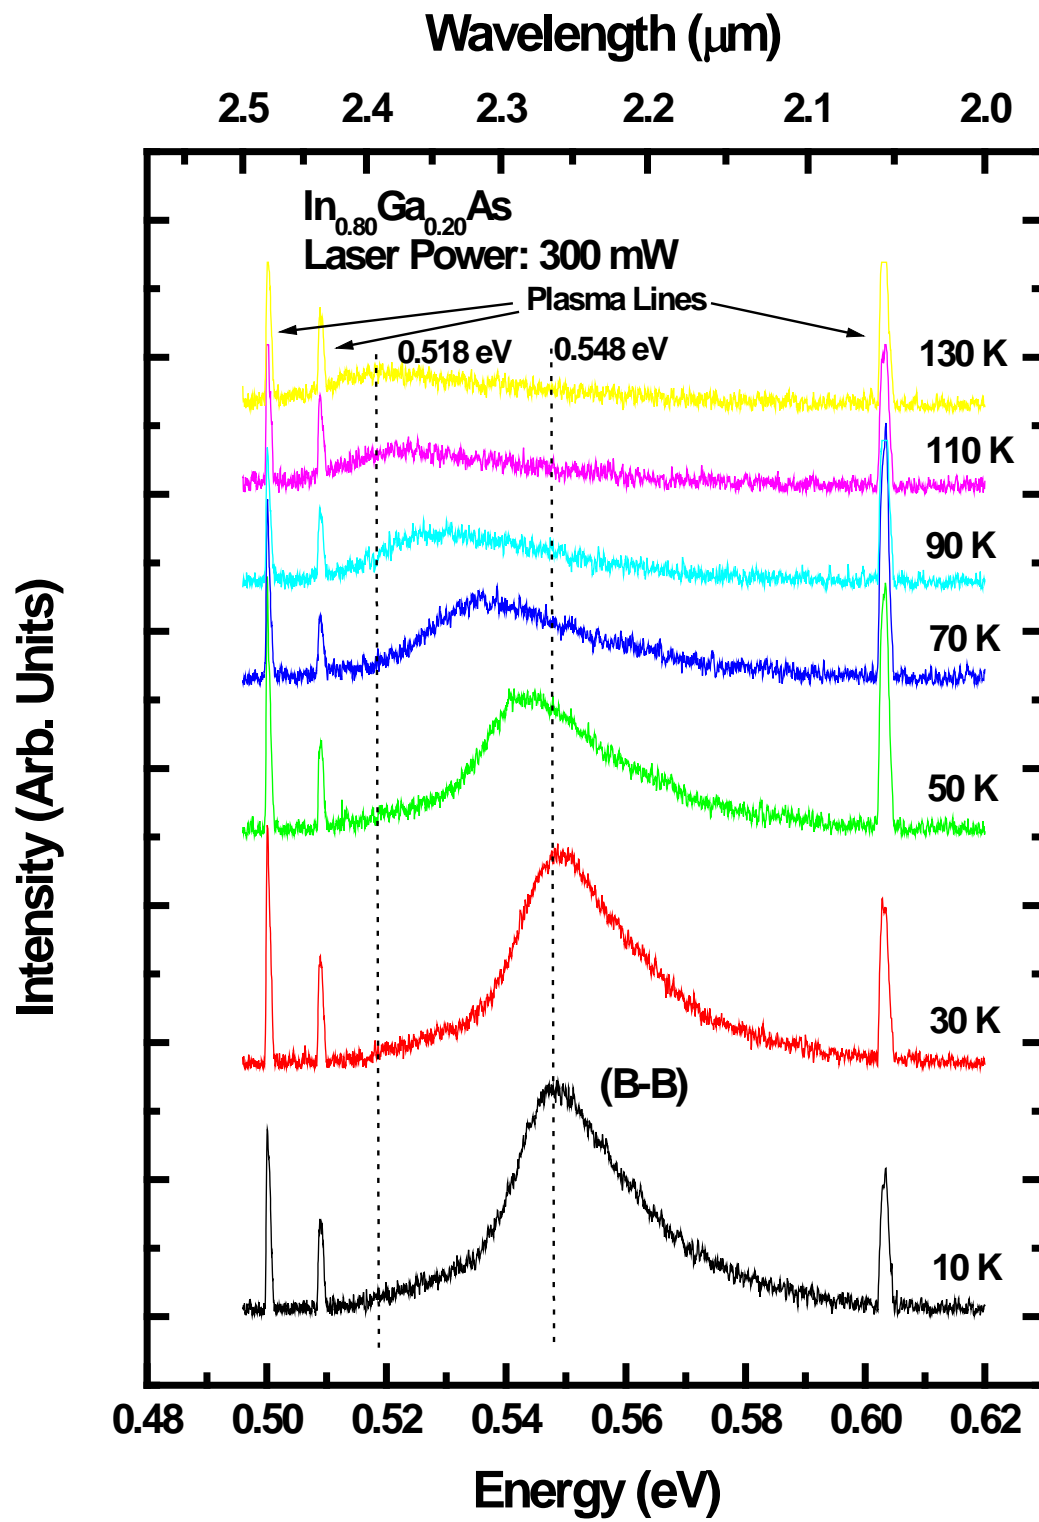 Wavelength (μm)
2.5 2.4 2.3 2.2 2.1 2.0
In0.80Ga0.20As
Laser Power: 300 mW
Plasma Lines
0.518 eV 0.548 eV
130 K
110 K
90 K
70 K
50 K
30 K
(B-B)
10 K
Intensity (Arb. Units)
0.48 0.50 0.52 0.54 0.56 0.58 0.60 0.62
Energy (eV)